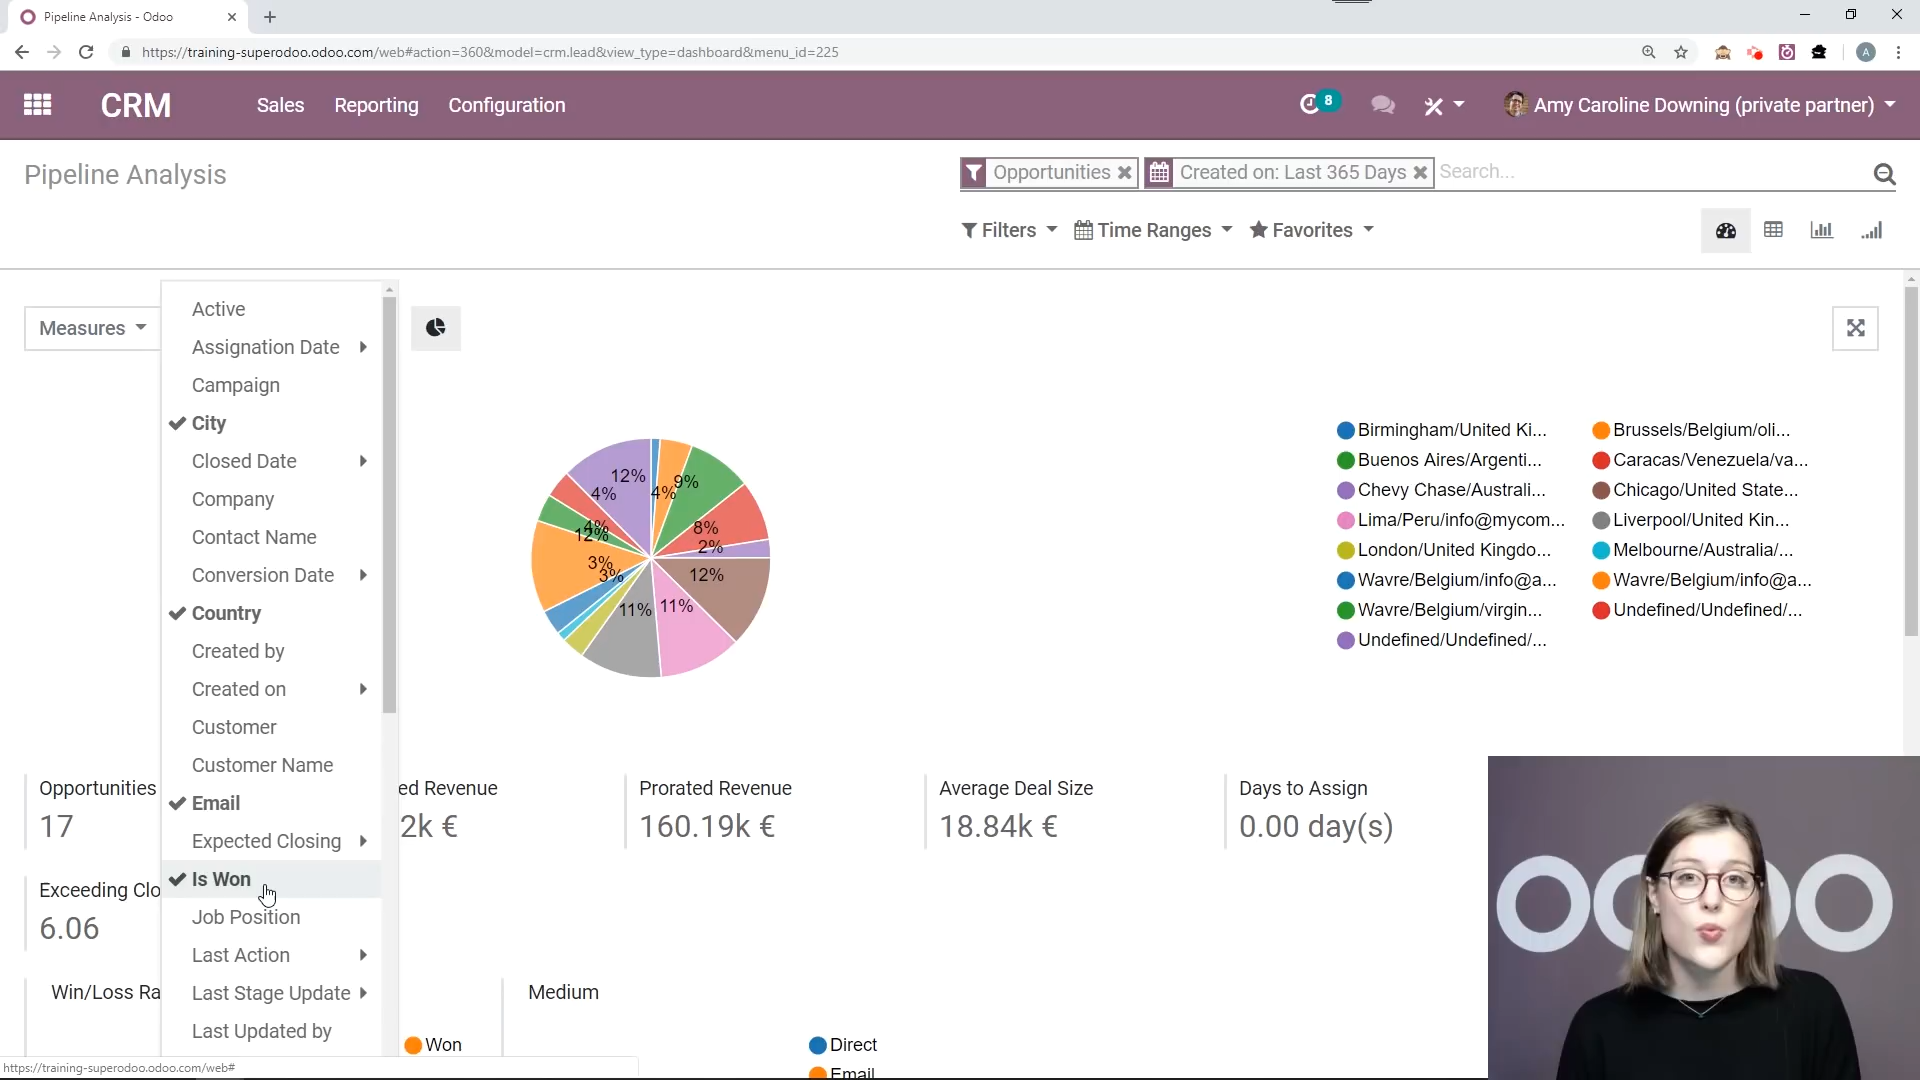 Pipeline Analysis - Odoo
https://training-superodoo.odoo.com/web#action=360&model=crm.lead&view_type=dashboard&menu_id=225
A
CRM
Sales
Reporting
Configuration
8
Amy Caroline Downing (private partner)
Pipeline Analysis
Opportunities
Created on: Last 365 Days
Search...
Filters
Time Ranges
Favorites
Measures
Active
Assignation Date
Campaign
City
Closed Date
Company
Contact Name
Conversion Date
Country
Created by
Created on
Customer
Customer Name
Email
Expected Closing
Is Won
Job Position
Last Action
Last Stage Update
Last Updated by
12%
4%
4%
9%
8%
2%
12%
11%
11%
3%
3%
12%
4%
Birmingham/United Ki...
Brussels/Belgium/oli...
Buenos Aires/Argenti...
Caracas/Venezuela/va...
Chevy Chase/Australi...
Chicago/United State...
Lima/Peru/info@mycom...
Liverpool/United Kin...
London/United Kingdo...
Melbourne/Australia/...
Wavre/Belgium/info@a...
Wavre/Belgium/info@a...
Wavre/Belgium/virgin...
Undefined/Undefined/...
Undefined/Undefined/...
Opportunities
17
ed Revenue
2k €
Prorated Revenue
160.19k €
Average Deal Size
18.84k €
Days to Assign
0.00 day(s)
Exceeding Clo
6.06
Win/Loss Ra
Won
Medium
Direct
Email
odoo
https://training-superodoo.odoo.com/web#